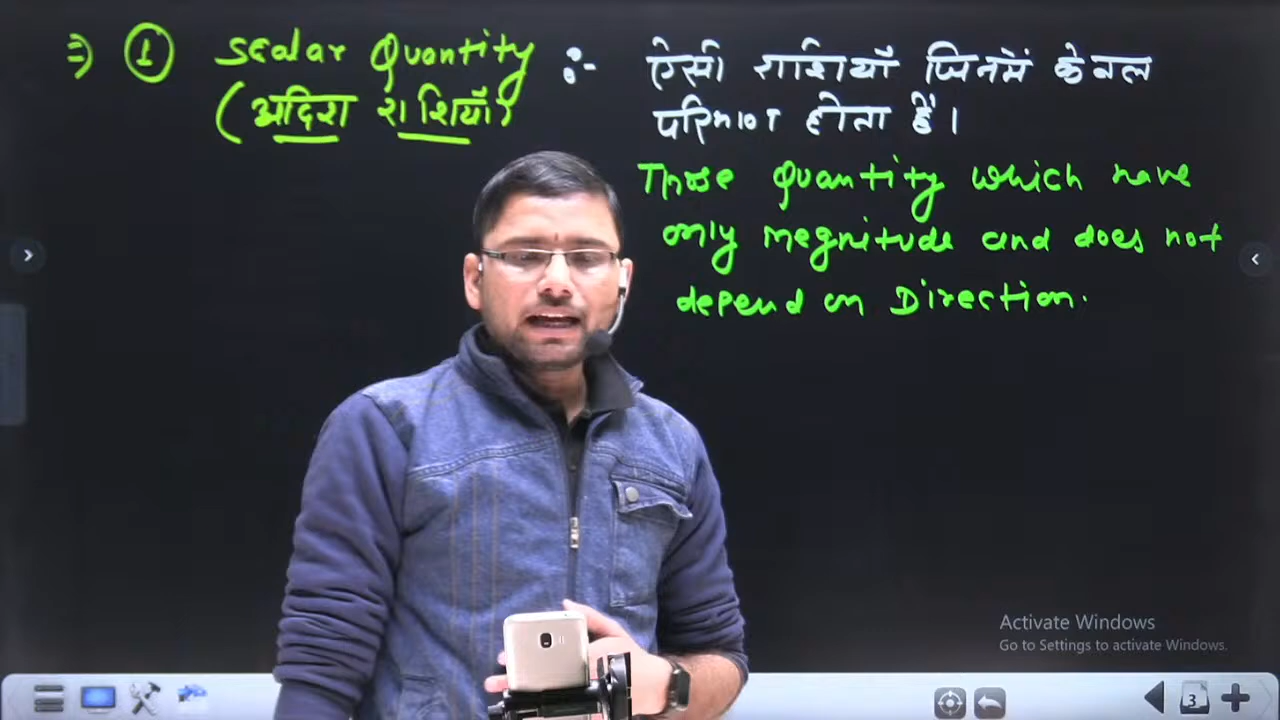 ⇒ ① Scalar Quantity :- ऐसी राशियाँ जिनमें केवल
(अदिश राशियाँ) परिमाण होता हैं।
Those Quantity which have
only megnitude and does not
depend on Direction.
Activate Windows
Go to Settings to activate Windows.
3